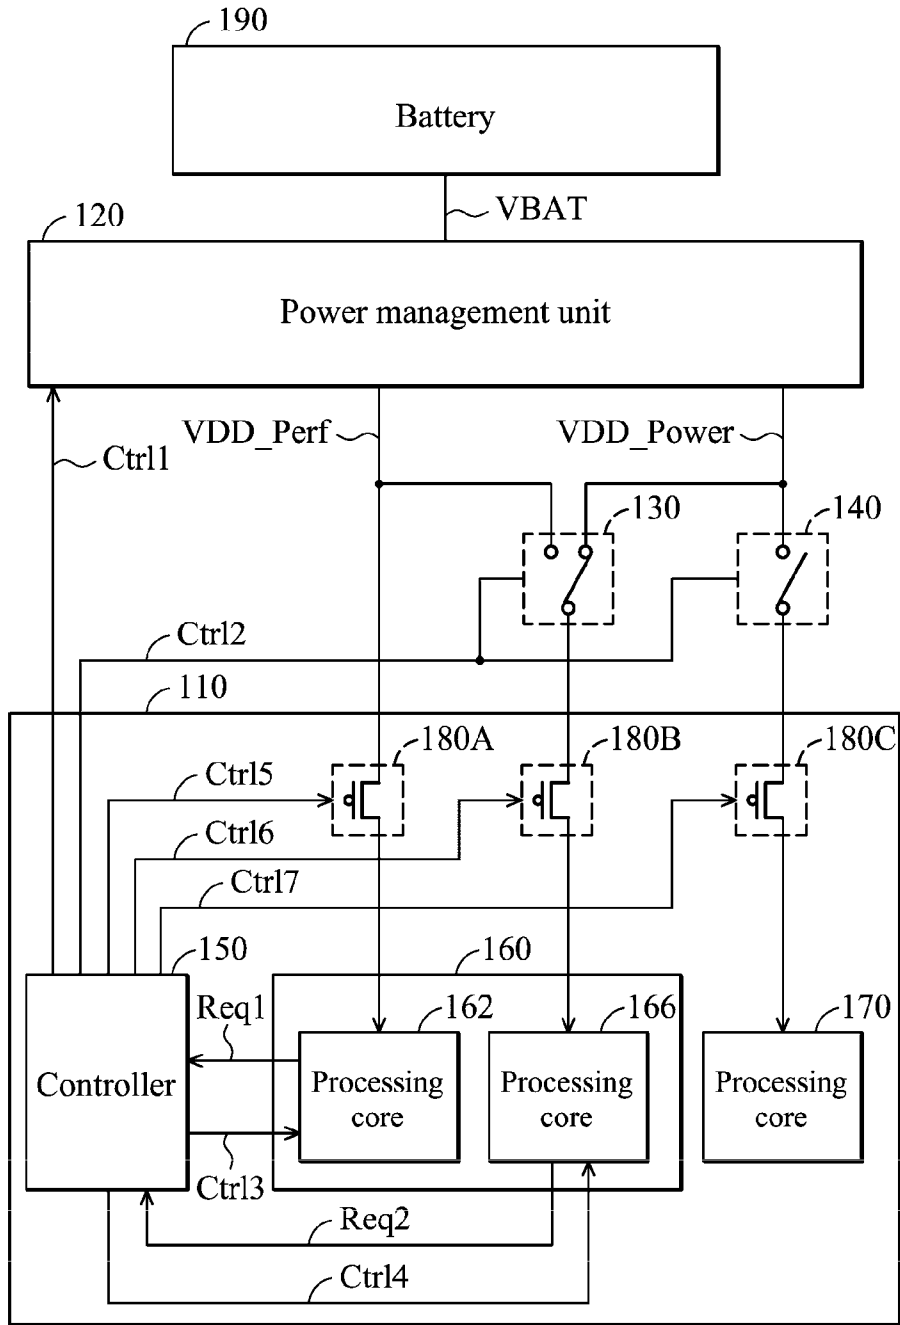 190
Battery
VBAT
120
Power management unit
VDD_Perf
VDD_Power
Ctrl1
130
140
Ctrl2
110
180A
180B
180C
Ctrl5
Ctrl6
Ctrl7
150
160
Req1
162
166
170
Controller
Processing
core
Processing
core
Processing
core
Ctrl3
Req2
Ctrl4